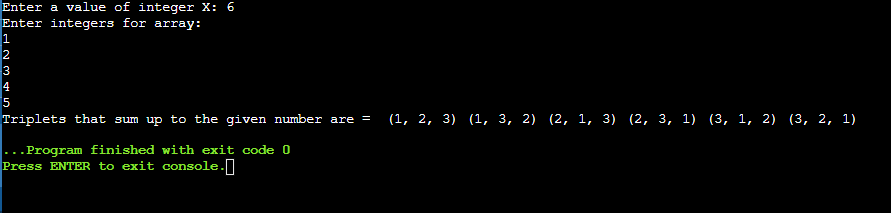 Enter a value of integer X: 6
Enter integers for array:
1
2
3
4
5
Triplets that sum up to the given number are =  (1, 2, 3) (1, 3, 2) (2, 1, 3) (2, 3, 1) (3, 1, 2) (3, 2, 1)
...Program finished with exit code 0
Press ENTER to exit console.